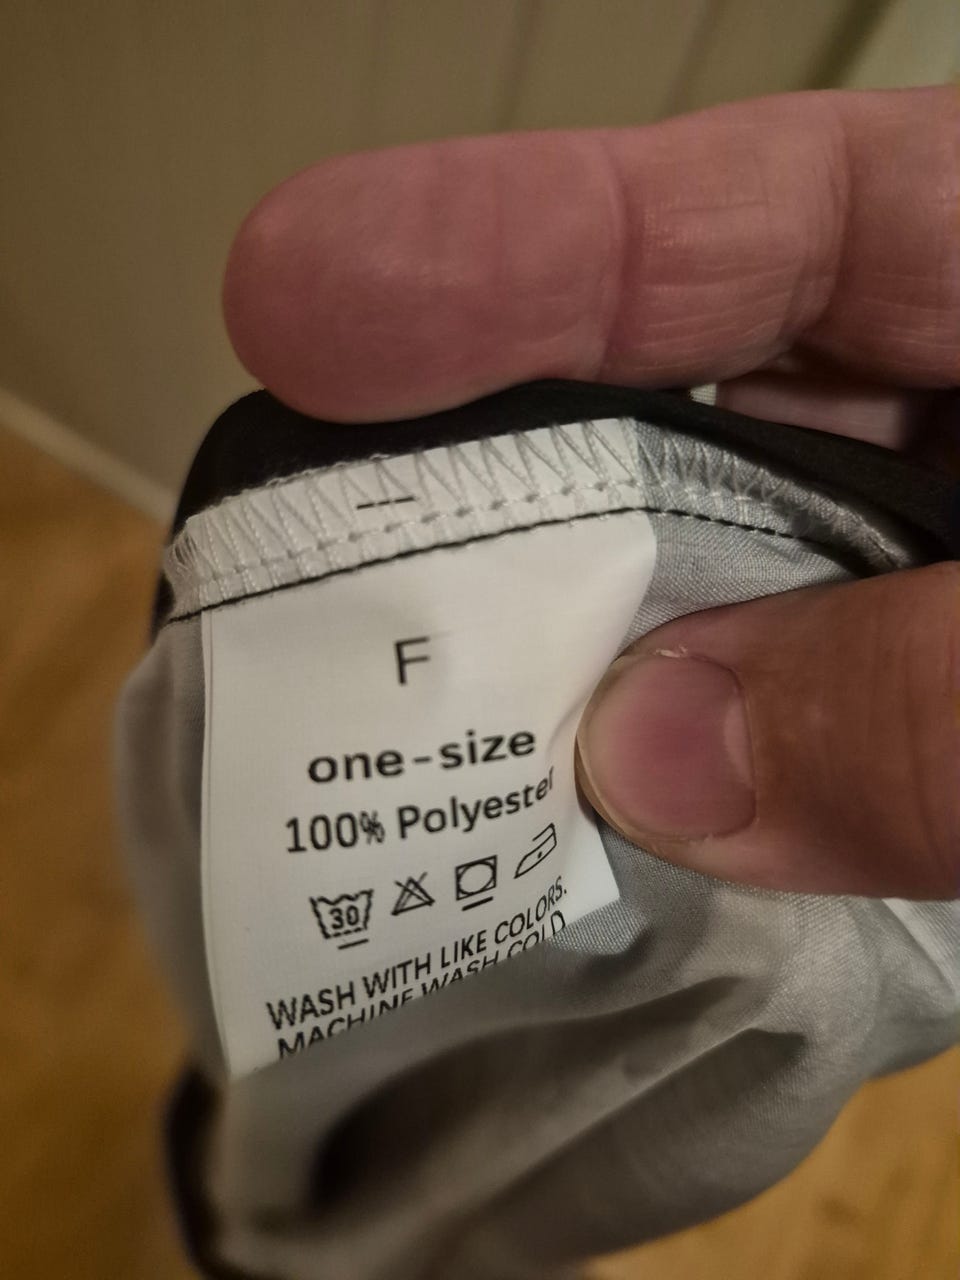 F
one-size
100% Polyester
30
WASH WITH LIKE COLORS.
MACHINE WASH COLD